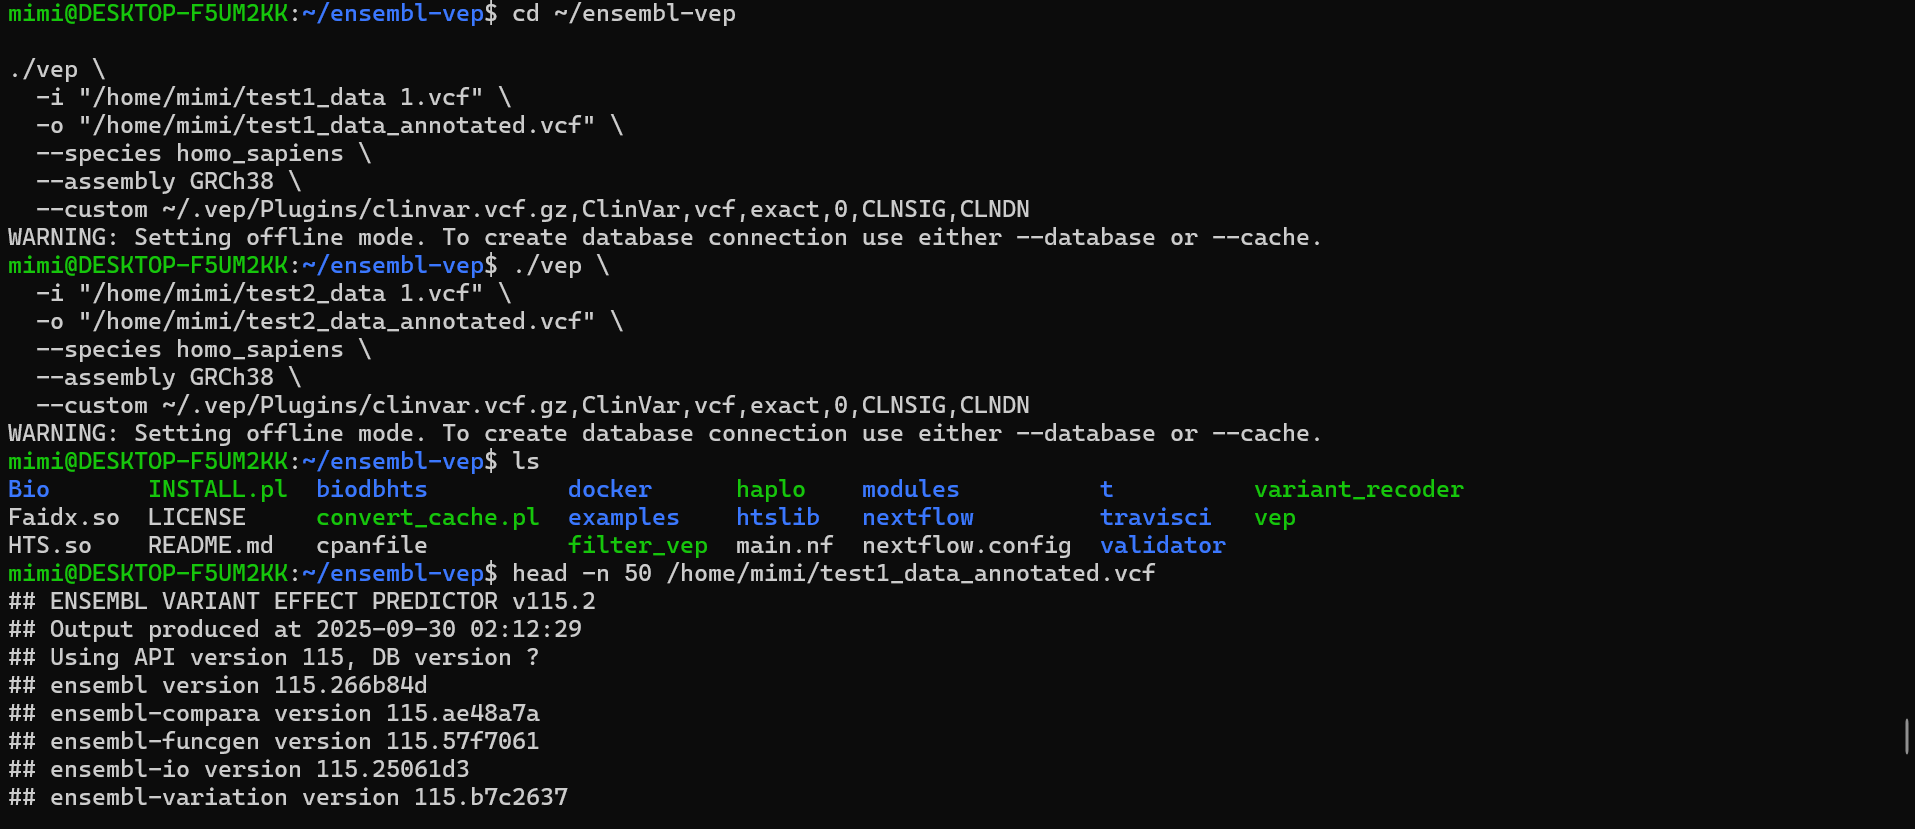 mimi@DESKTOP-F5UM2KK:~/ensembl-vep$ cd ~/ensembl-vep
./vep \
-i "/home/mimi/test1_data 1.vcf" \
-o "/home/mimi/test1_data_annotated.vcf" \
--species homo_sapiens \
--assembly GRCh38 \
--custom ~/.vep/Plugins/clinvar.vcf.gz,ClinVar,vcf,exact,0,CLNSIG,CLNDN
WARNING: Setting offline mode. To create database connection use either --database or --cache.
mimi@DESKTOP-F5UM2KK:~/ensembl-vep$ ./vep \
-i "/home/mimi/test2_data 1.vcf" \
-o "/home/mimi/test2_data_annotated.vcf" \
--species homo_sapiens \
--assembly GRCh38 \
--custom ~/.vep/Plugins/clinvar.vcf.gz,ClinVar,vcf,exact,0,CLNSIG,CLNDN
WARNING: Setting offline mode. To create database connection use either --database or --cache.
mimi@DESKTOP-F5UM2KK:~/ensembl-vep$ ls
Bio INSTALL.pl biodbhts docker haplo modules t variant_recoder
Faidx.so LICENSE convert_cache.pl examples htslib nextflow travisci vep
HTS.so README.md cpanfile filter_vep main.nf nextflow.config validator
mimi@DESKTOP-F5UM2KK:~/ensembl-vep$ head -n 50 /home/mimi/test1_data_annotated.vcf
## ENSEMBL VARIANT EFFECT PREDICTOR v115.2
## Output produced at 2025-09-30 02:12:29
## Using API version 115, DB version ?
## ensembl version 115.266b84d
## ensembl-compara version 115.ae48a7a
## ensembl-funcgen version 115.57f7061
## ensembl-io version 115.25061d3
## ensembl-variation version 115.b7c2637